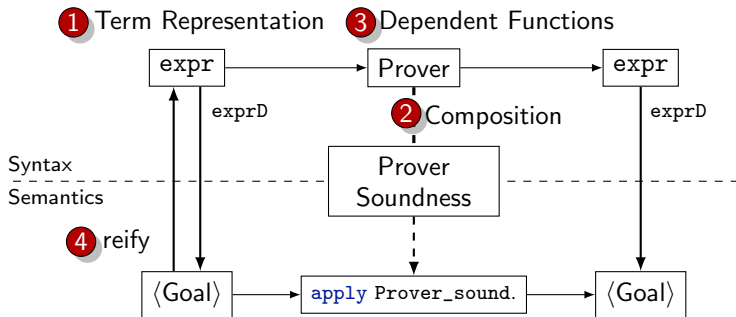 1 Term Representation 3 Dependent Functions
expr Prover expr
exprD exprD
2 Composition
Prover
Soundness
Syntax
Semantics
4 reify
⟨Goal⟩ apply Prover_sound. ⟨Goal⟩